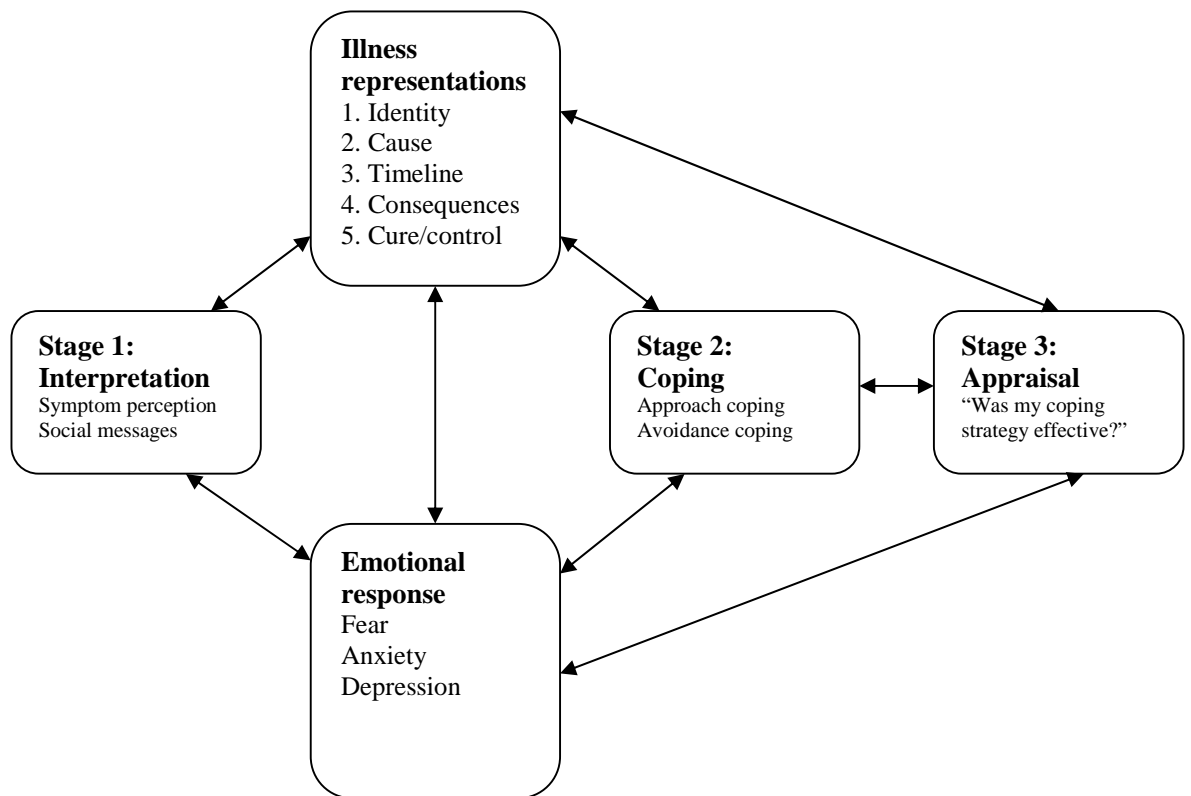 Illness
representations
1. Identity
2. Cause
3. Timeline
4. Consequences
5. Cure/control
Stage 1:
Interpretation
Symptom perception
Social messages
Stage 2:
Coping
Approach coping
Avoidance coping
Stage 3:
Appraisal
“Was my coping
strategy effective?”
Emotional
response
Fear
Anxiety
Depression